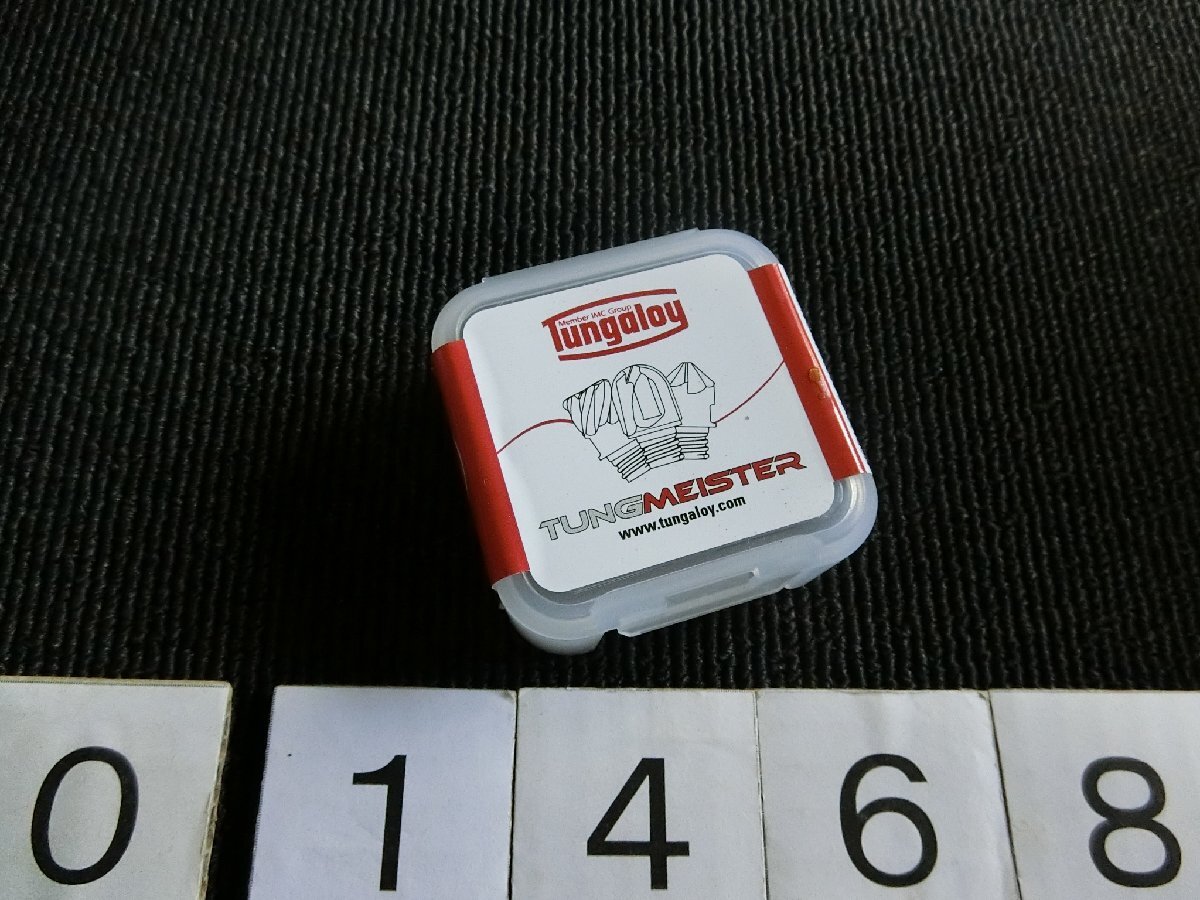 Member IMC Group
Tungaloy
TUNGMEISTER
www.tungaloy.com
0 1 4 6 8